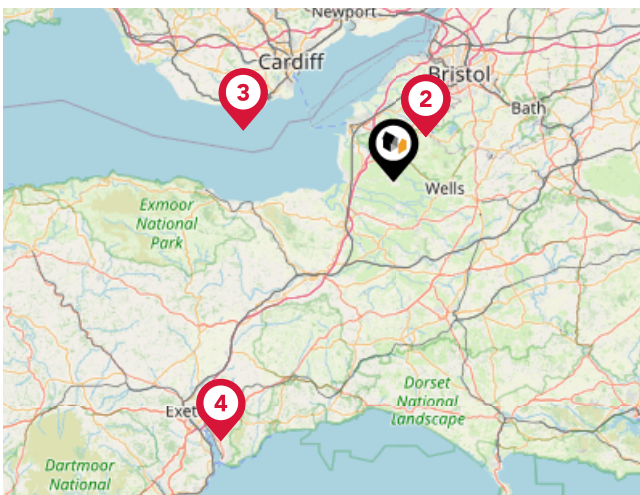 Newport
Cardiff
3
Bristol
2
Bath
Wells
Exmoor
National
Park
4
Exet
Dorset
National
Landscape
Dartmoor
National